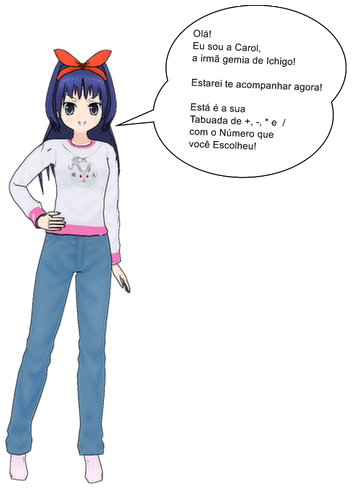 Olá!
Eu sou a Carol,
a irmã gemia de Ichigo!
Estarei te acompanhar agora!
Está é a sua
Tabuada de +, -, * e /
com o Número que
você Escolheu!